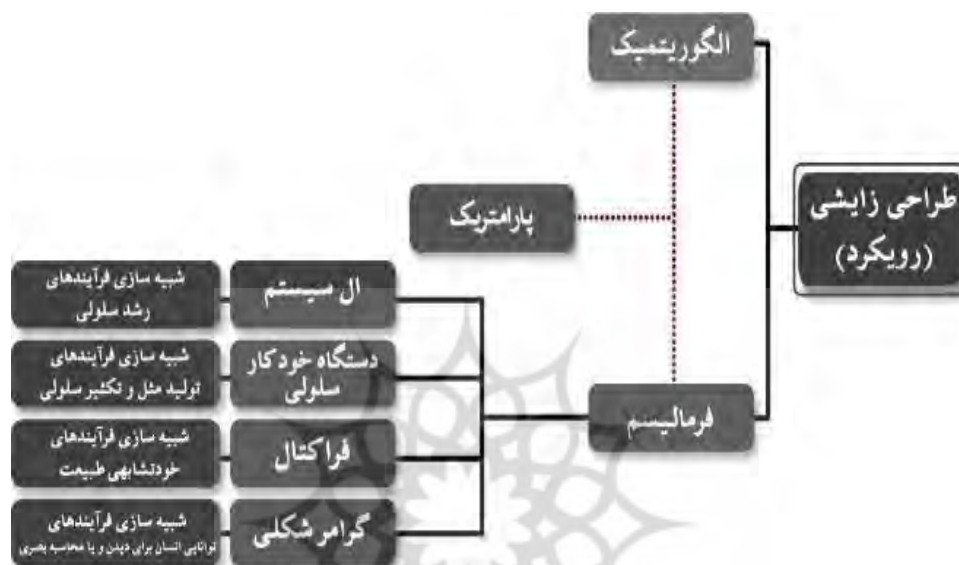 الگوریتمیک
طراحی زایشی
(رویکرد)
پارامتریک
ال سیستم
شبیه سازی فرآیندهای
رشد سلولی
دستگاه خودکار
سلولی
شبیه سازی فرآیندهای
تولید مثل و تکثیر سلولی
فرمالیسم
فراکتال
شبیه سازی فرآیندهای
خودتشابهی طبیعت
گرامر شکلی
شبیه سازی فرآیندهای
توانایی انسان برای دیدن و یا محاسبه بصری